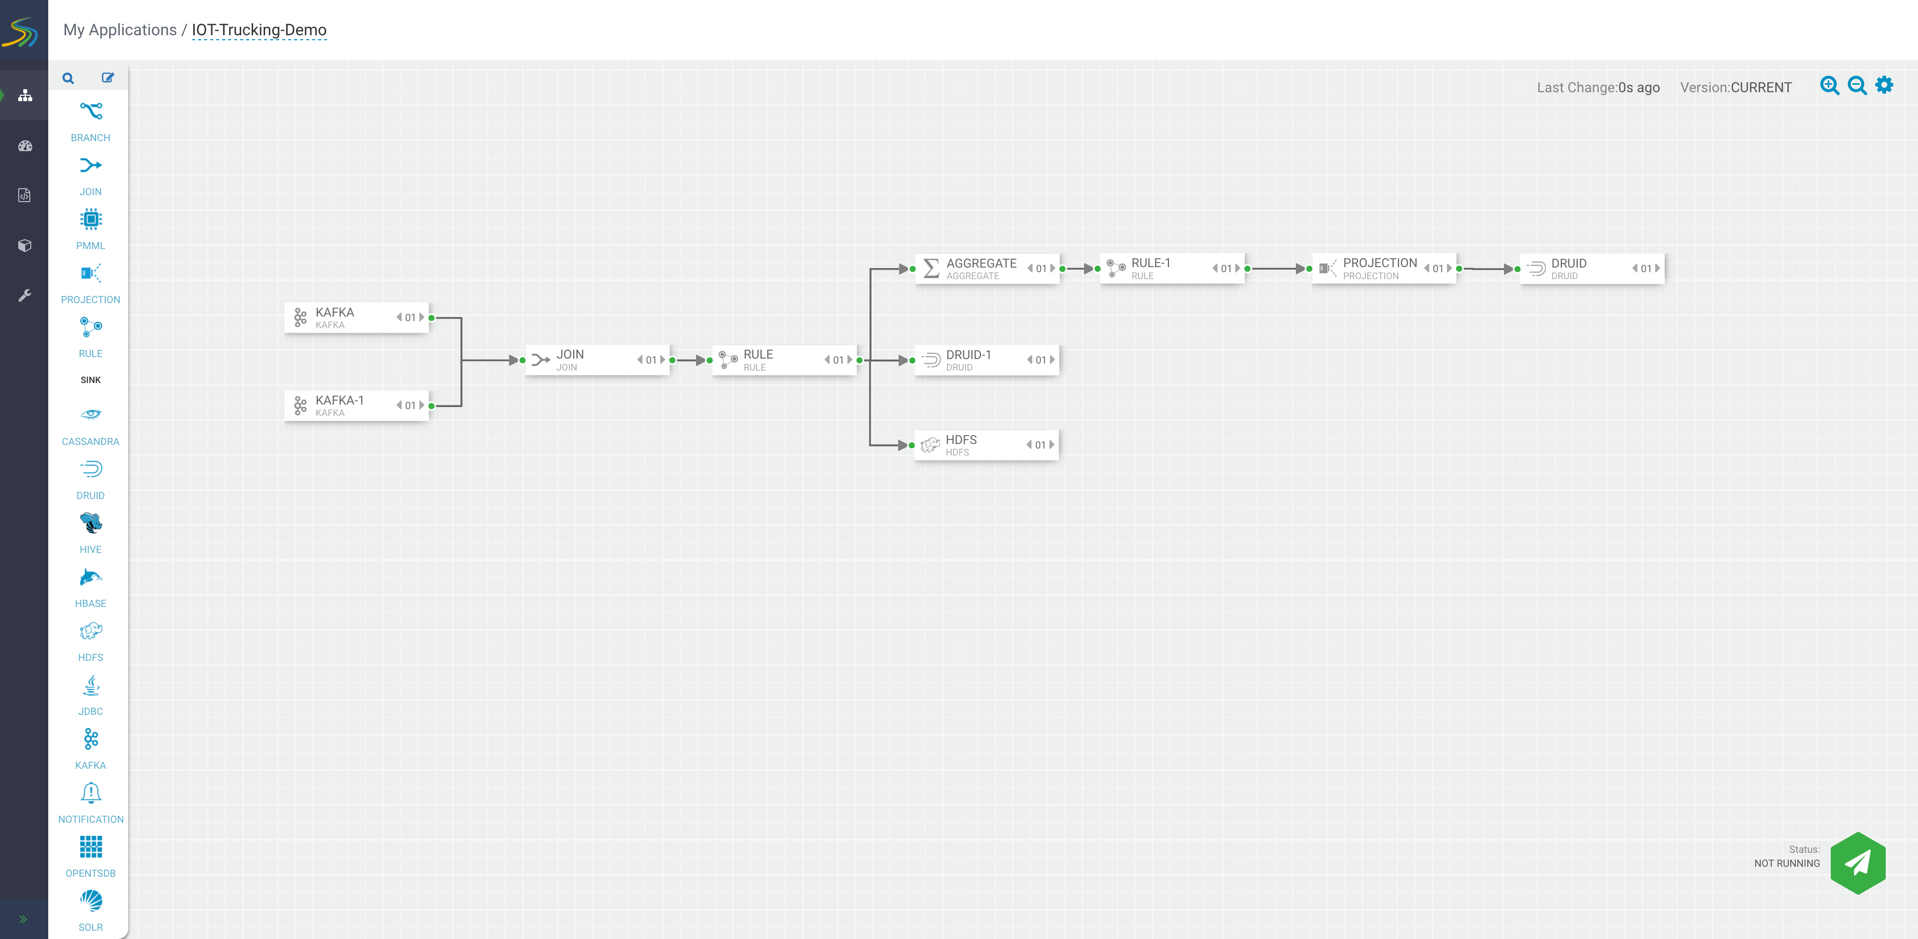 My Applications / IOT-Trucking-Demo
Last Change:0s ago Version:CURRENT
BRANCH
JOIN
PMML
PROJECTION
RULE
SINK
CASSANDRA
DRUID
HIVE
HBASE
HDFS
JDBC
KAFKA
NOTIFICATION
OPENTSDB
SOLR
KAFKA
KAFKA
01
KAFKA-1
KAFKA
01
JOIN
JOIN
01
RULE
RULE
01
AGGREGATE
AGGREGATE
01
RULE-1
RULE
01
PROJECTION
PROJECTION
01
DRUID
DRUID
01
DRUID-1
DRUID
01
HDFS
HDFS
01
Status:
NOT RUNNING